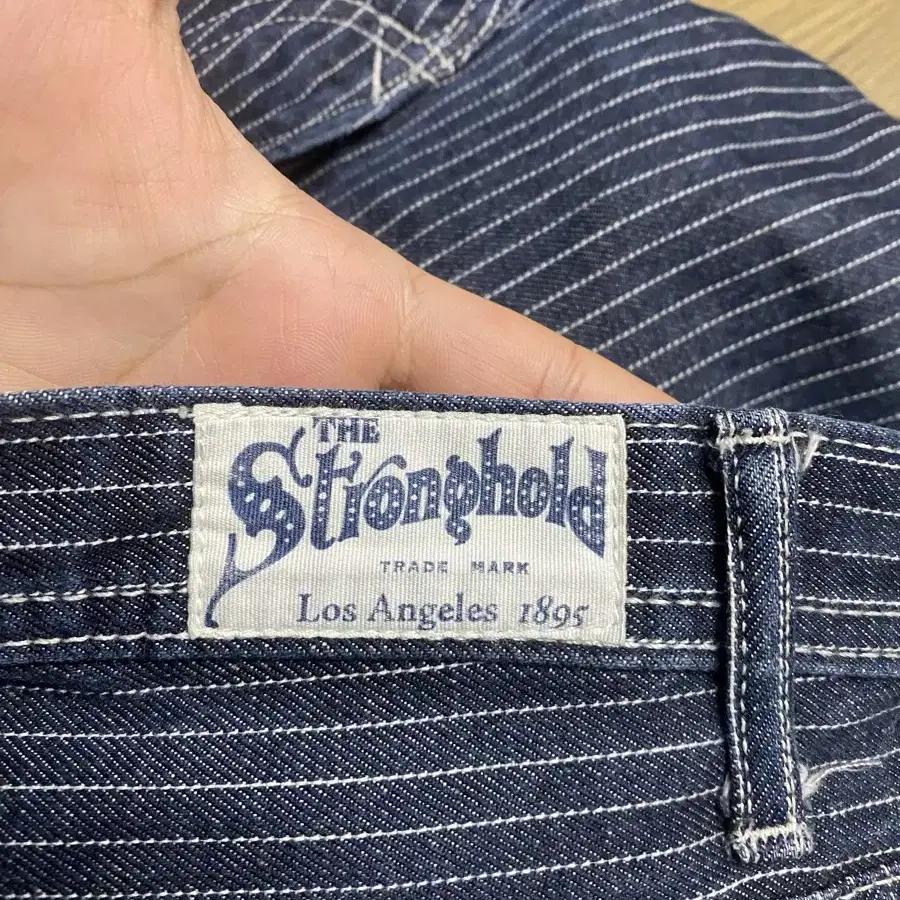 THE
Stronghold
TRADE MARK
Los Angeles 1895